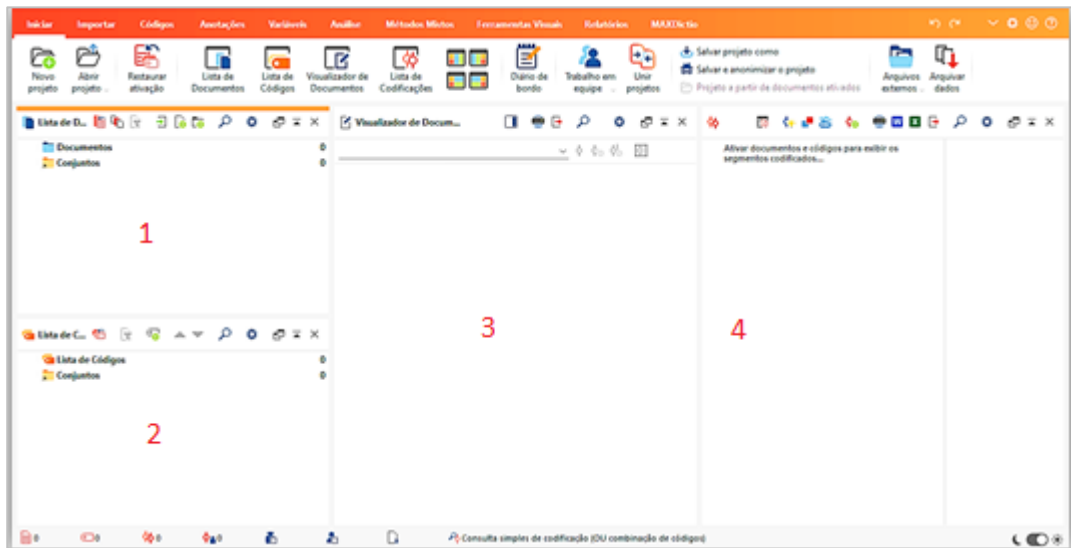 Iniciar Importar Códigos Anotações Variáveis Análise Métodos Mistos Ferramentas Visuais Relatórios MAXDictio
Novo projeto
Abrir projeto
Restaurar ativação
Lista de Documentos
Lista de Códigos
Visualizador de Documentos
Lista de Codificações
Diário de bordo
Trabalho em equipe
Unir projetos
Salvar projeto como
Salvar e anonimizar o projeto
Projeto a partir de documentos ativados
Arquivos externos
Arquivar dados
Lista de D...
Documentos 0
Conjuntos 0
1
Lista de C...
Lista de Códigos 0
Conjuntos 0
2
Visualizador de Docum...
3
Ativar documentos e códigos para exibir os
segmentos codificados...
4
0 0 0 0 Consulta simples de codificação (OU combinação de códigos)